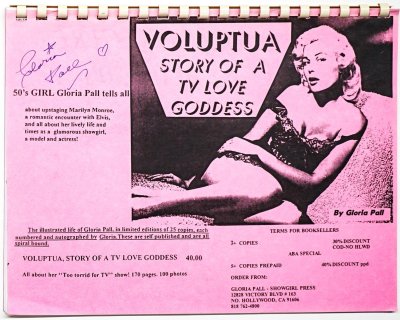 Gloria
Pall
VOLUPTUA
STORY OF A
TV LOVE
GODDESS
50's GIRL Gloria Pall tells all
about upstaging Marilyn Monroe,
a romantic encounter with Elvis,
and all about her lively life and
times as a glamorous showgirl,
a model and actress!
By Gloria Pall
The illustrated life of Gloria Pall, in limited editions of 25 copies, each
numbered and autographed by Gloria.These are self published and are all
spiral bound.
VOLUPTUA, STORY OF A TV LOVE GODDESS 40.00
All about her "Too torrid for TV" show! 170 pages. 100 photos
TERMS FOR BOOKSELLERS
2+ COPIES 30% DISCOUNT
COD-NO HLWD
ABA SPECIAL
5+ COPIES PREPAID 40% DISCOUNT ppd
ORDER FROM:
GLORIA PALL - SHOWGIRL PRESS
12828 VICTORY BLVD # 163
NO. HOLLYWOOD, CA 91606
818-